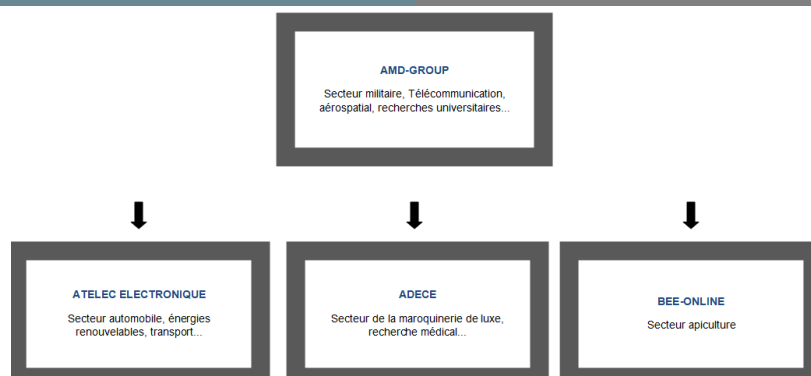 AMD-GROUP
Secteur militaire, Télécommunication,
aérospatial, recherches universitaires...
ATELEC ELECTRONIQUE
Secteur automobile, énergies
renouvelables, transport...
ADECE
Secteur de la maroquinerie de luxe,
recherche médical...
BEE-ONLINE
Secteur apiculture